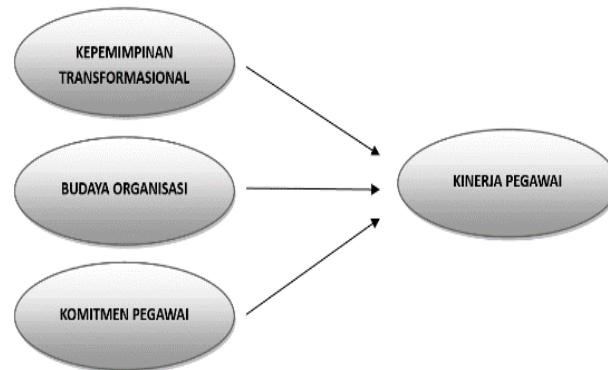 KEPEMIMPINAN
TRANSFORMASIONAL
BUDAYA ORGANISASI
KINERJA PEGAWAI
KOMITMEN PEGAWAI